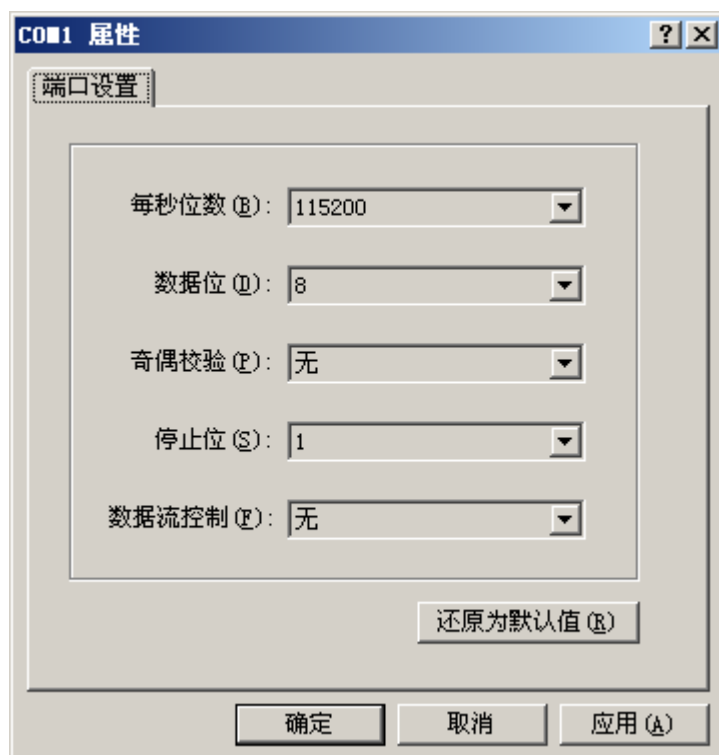 COM1 属性
端口设置
每秒位数(B): 115200
数据位(D): 8
奇偶校验(P): 无
停止位(S): 1
数据流控制(F): 无
还原为默认值(R)
确定 取消 应用(A)